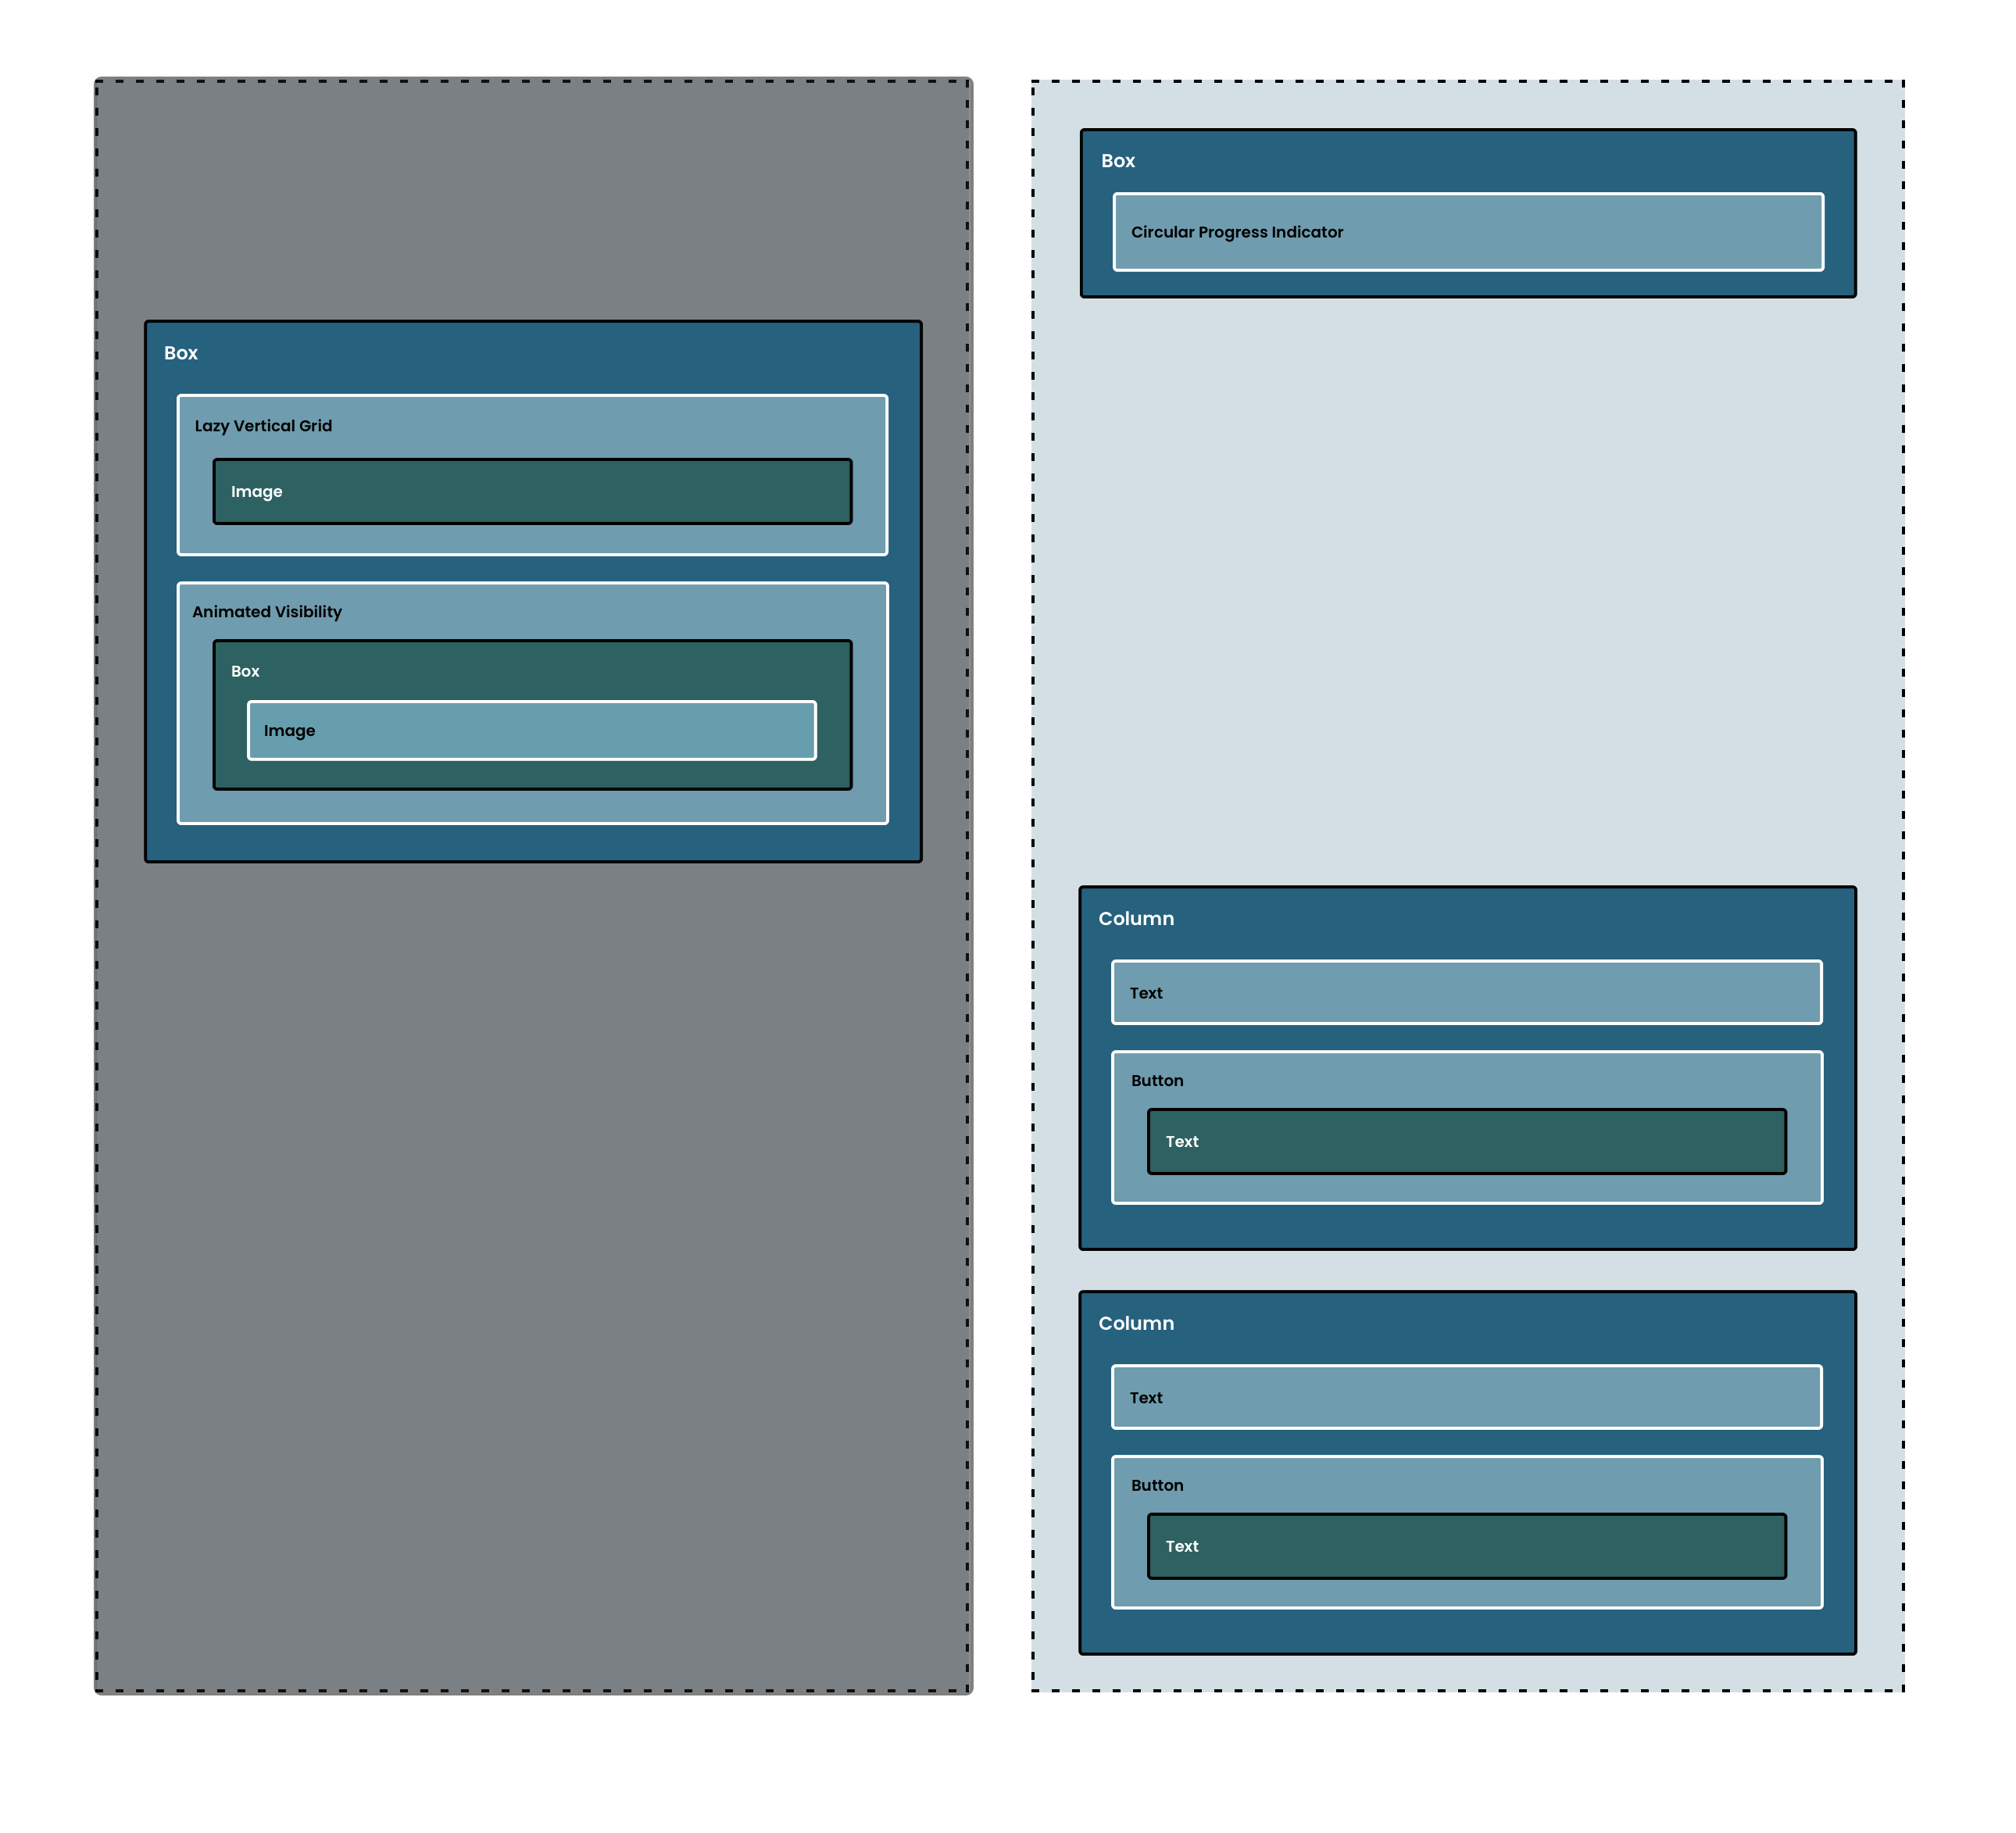 Box
Lazy Vertical Grid
Image
Animated Visibility
Box
Image
Box
Circular Progress Indicator
Column
Text
Button
Text
Column
Text
Button
Text